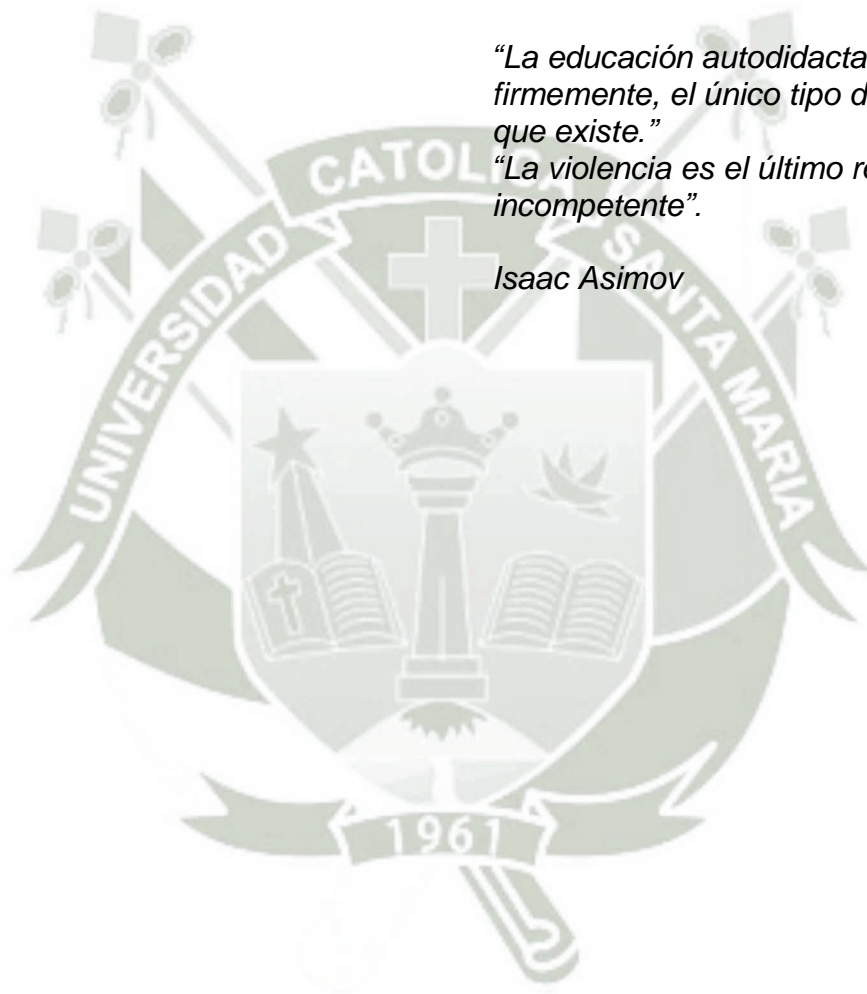 “La educación autodidacta
firmemente, el único tipo d
que existe.”
“La violencia es el último re
incompetente”.
Isaac Asimov
UNIVERSIDAD CATOLICA SANTA MARIA
1961